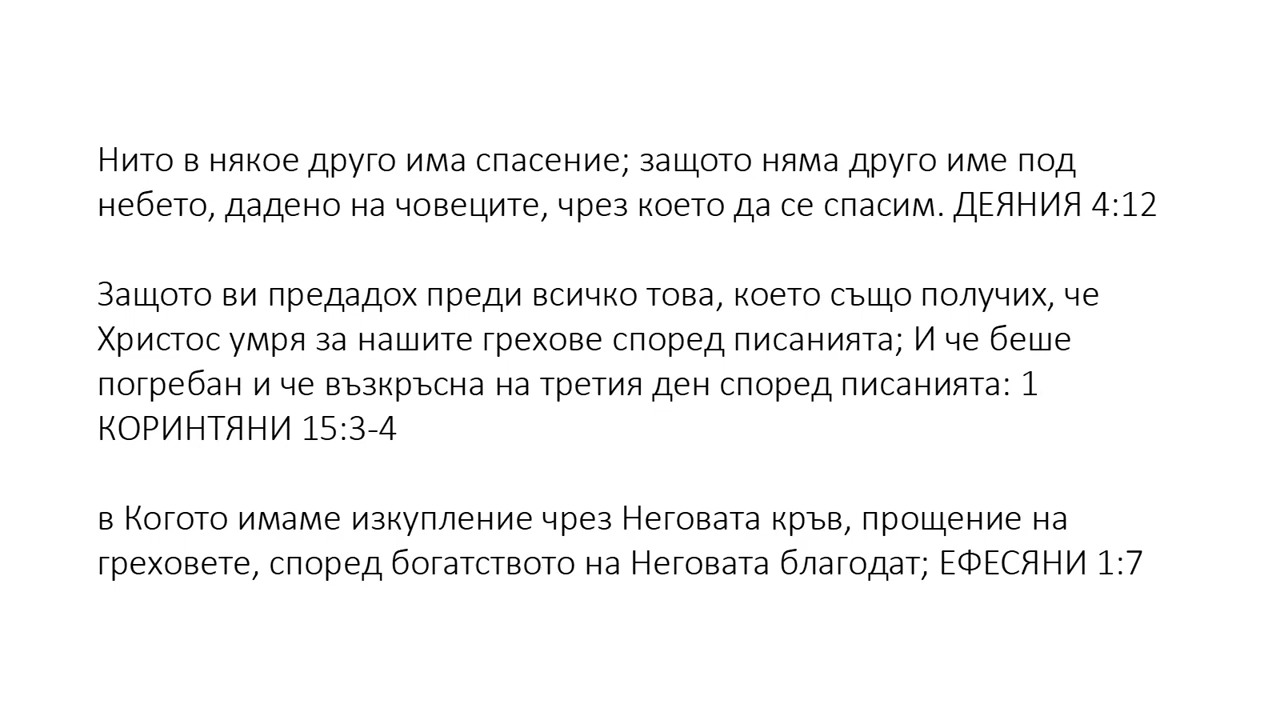 Нито в някое друго има спасение; защото няма друго име под
небето, дадено на човеците, чрез което да се спасим. ДЕЯНИЯ 4:12
Защото ви предадох преди всичко това, което също получих, че
Христос умря за нашите грехове според писанията; И че беше
погребан и че възкръсна на третия ден според писанията: 1
КОРИНТЯНИ 15:3-4
в Когото имаме изкупление чрез Неговата кръв, прощение на
греховете, според богатството на Неговата благодат; ЕФЕСЯНИ 1:7